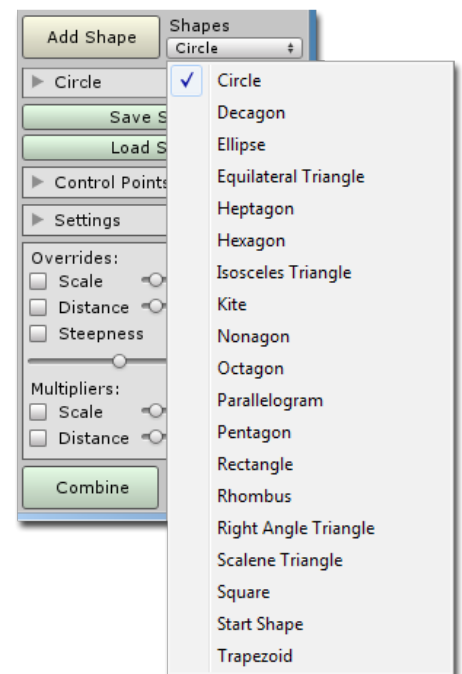 Add Shape
Shapes
Circle
Circle
Save S
Load S
Control Points
Settings
Overrides:
Scale
Distance
Steepness
Multipliers:
Scale
Distance
Combine
Circle
Decagon
Ellipse
Equilateral Triangle
Heptagon
Hexagon
Isosceles Triangle
Kite
Nonagon
Octagon
Parallelogram
Pentagon
Rectangle
Rhombus
Right Angle Triangle
Scalene Triangle
Square
Start Shape
Trapezoid